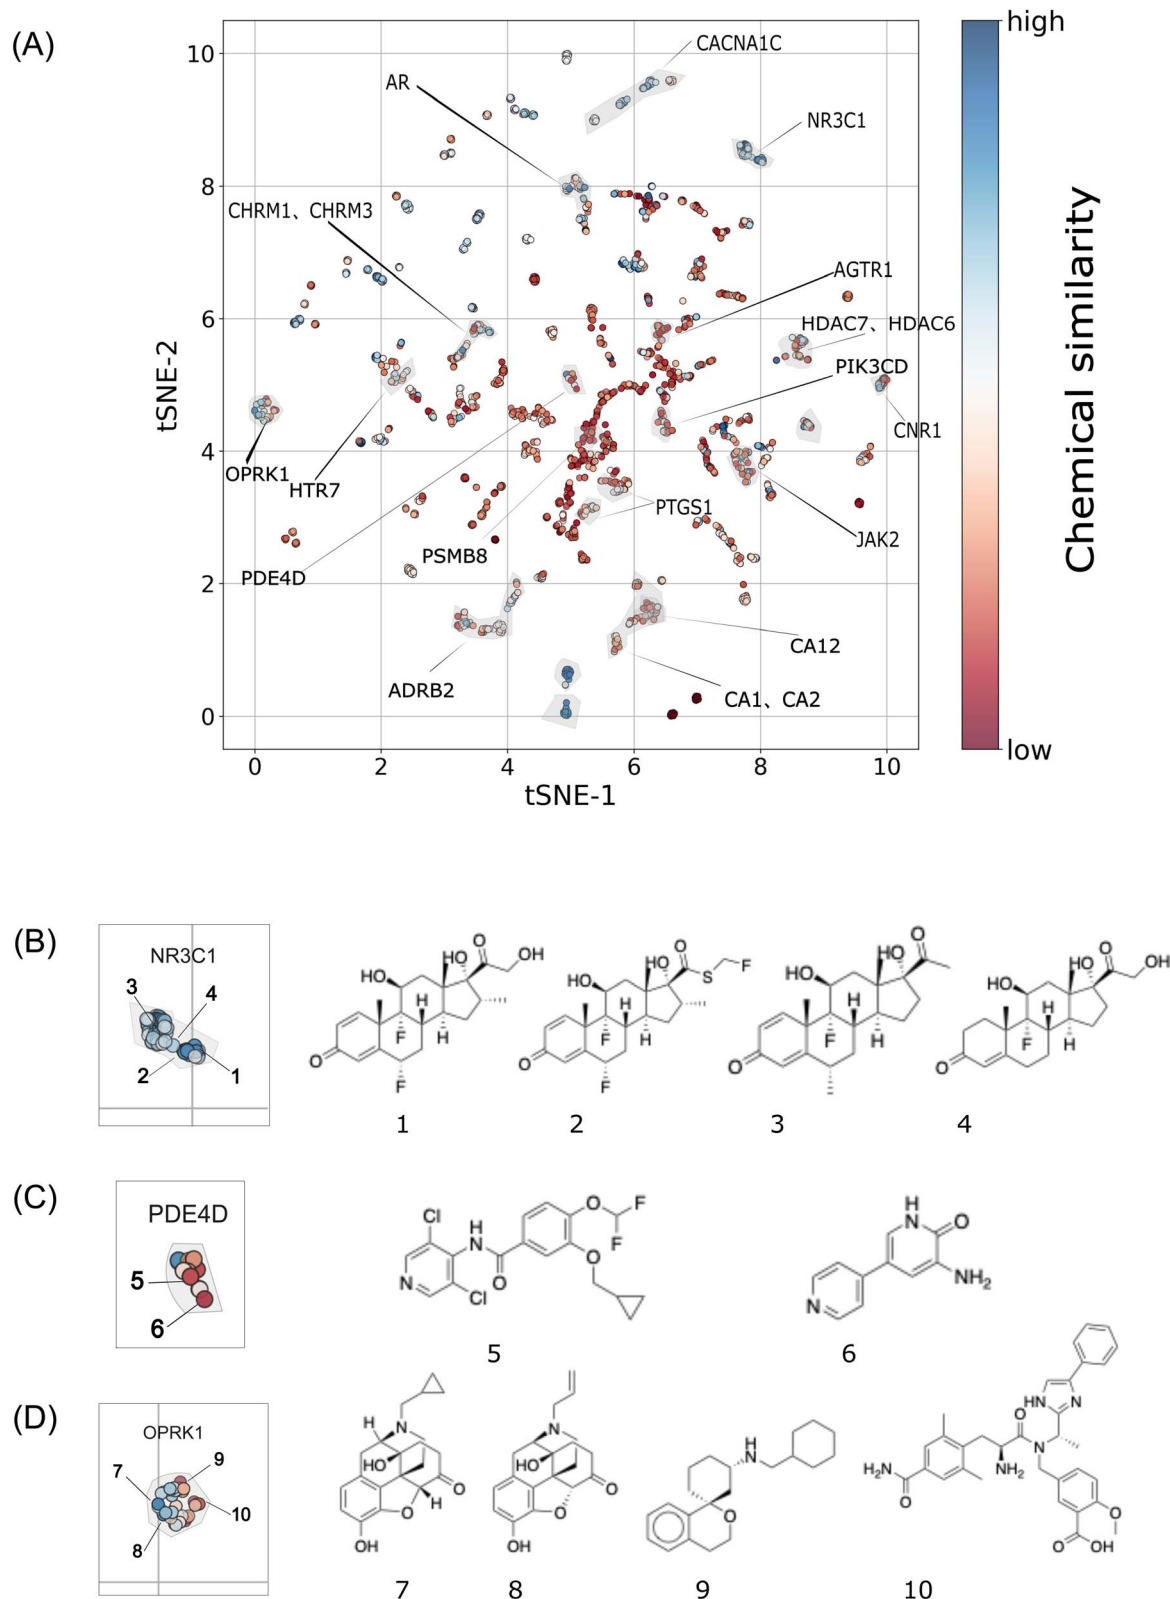 (A)
high
CACNA1C
AR
NR3C1
CHRM1、CHRM3
AGTR1
HDAC7、HDAC6
PIK3CD
CNR1
OPRK1
HTR7
PTGS1
JAK2
PSMB8
PDE4D
CA12
ADRB2
CA1、CA2
low
Chemical similarity
tSNE-2
10
8
6
4
2
0
0 2 4 6 8 10
tSNE-1
(B)
NR3C1
3
4
2
1
HO
HO
O
OH
F
O
F
1
HO
HO
O
S
F
F
O
F
2
HO
HO
O
F
O
3
HO
HO
O
OH
F
O
4
H
H
H
H
H
H
H
H
(C)
PDE4D
5
6
Cl
H
N
O
F
F
O
O
N
Cl
5
H
N
O
NH2
N
6
(D)
OPRK1
7
9
10
8
H
N
HO
O
O
H
OH
7
N
HO
O
O
OH
8
H
N
O
9
HN
N
O
N
H2N
O
NH2
O
O
OH
10